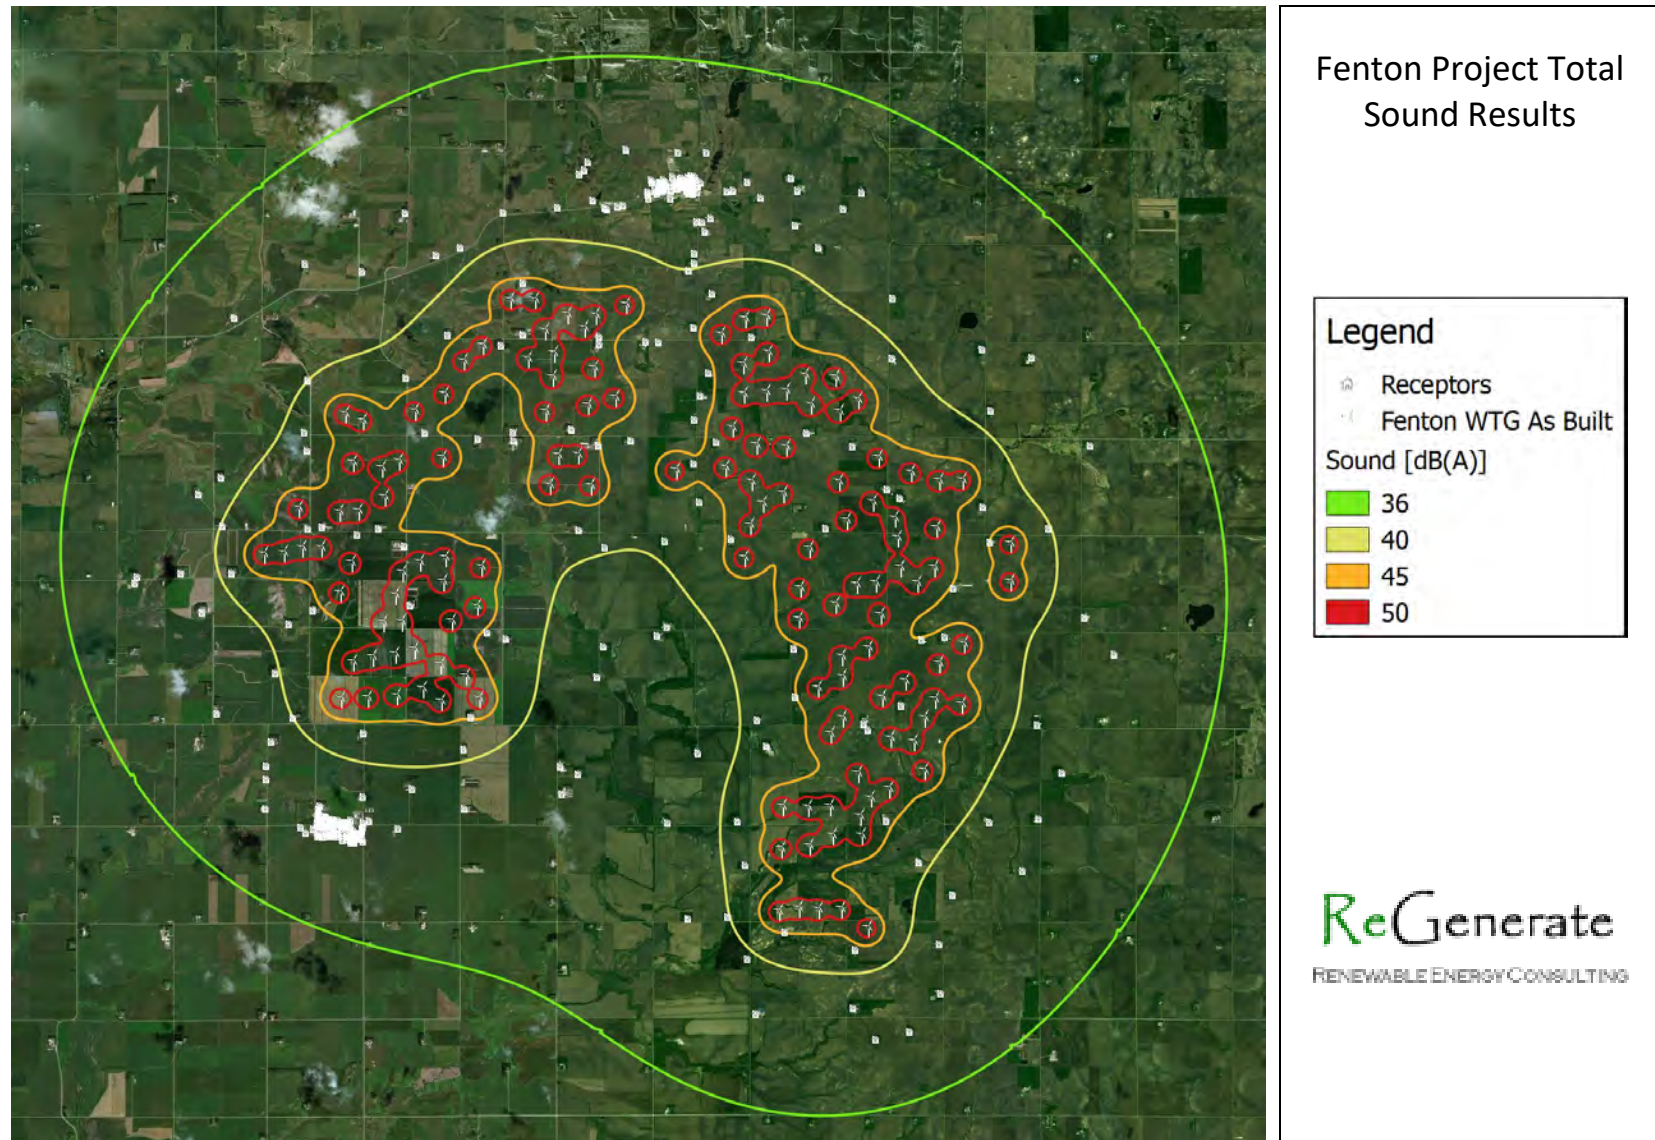 Fenton Project Total
Sound Results
Legend
Receptors
Fenton WTG As Built
Sound [dB(A)]
36
40
45
50
ReGenerate
RENEWABLE ENERGY CONSULTING